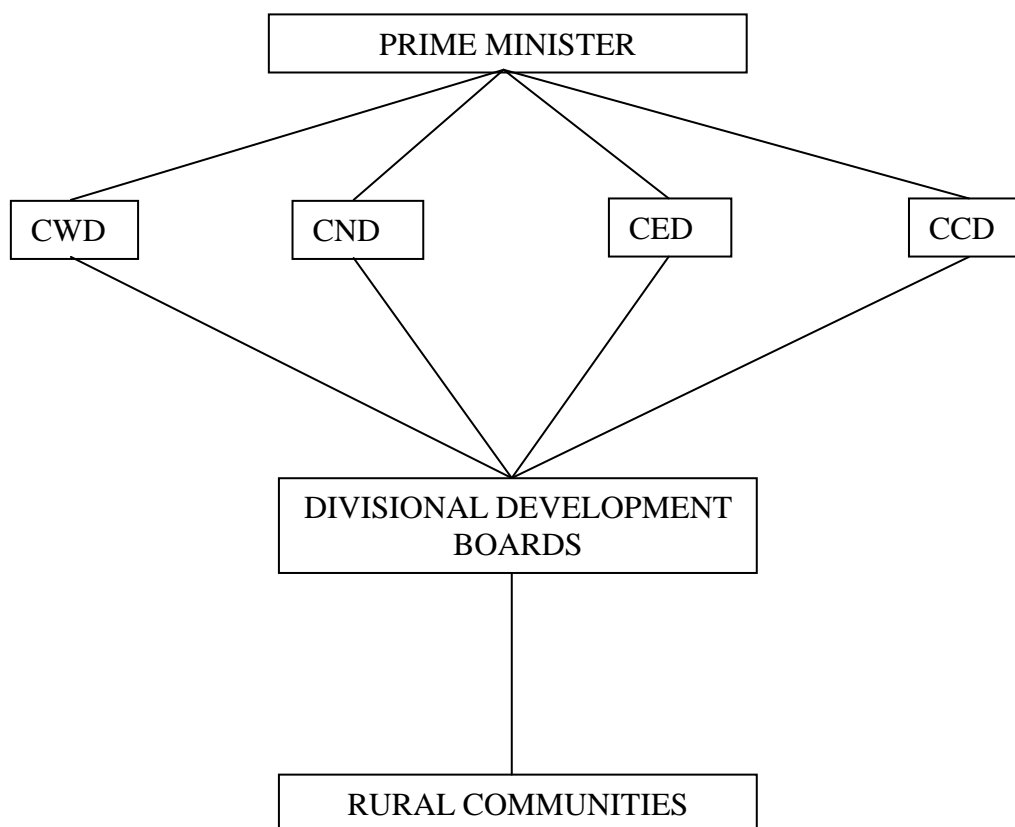 PRIME MINISTER
CWD
CND
CED
CCD
DIVISIONAL DEVELOPMENT
BOARDS
RURAL COMMUNITIES